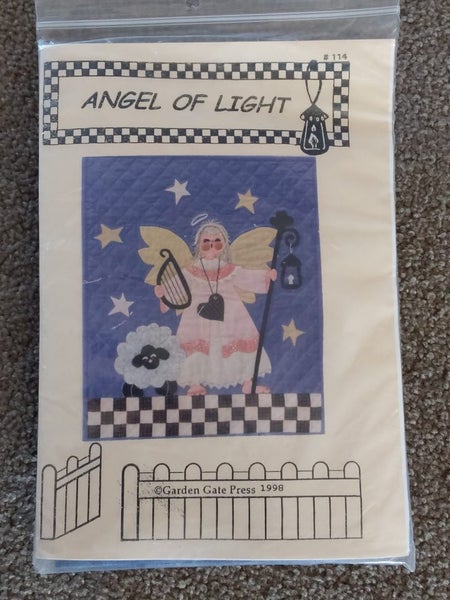 # 114
ANGEL OF LIGHT
©Garden Gate Press 1998